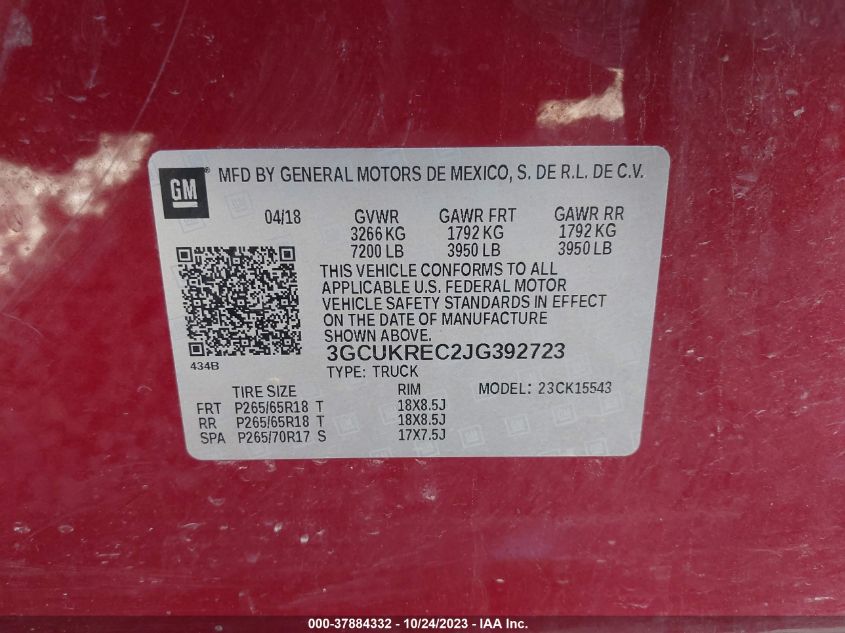 GM
MFD BY GENERAL MOTORS DE MEXICO, S. DE R.L. DE C.V.
04/18 GVWR GAWR FRT GAWR RR
3266 KG 1792 KG 1792 KG
7200 LB 3950 LB 3950 LB
THIS VEHICLE CONFORMS TO ALL
APPLICABLE U.S. FEDERAL MOTOR
VEHICLE SAFETY STANDARDS IN EFFECT
ON THE DATE OF MANUFACTURE
SHOWN ABOVE.
434B
3GCUKREC2JG392723
TYPE: TRUCK
TIRE SIZE RIM MODEL: 23CK15543
FRT P265/65R18 T 18X8.5J
RR P265/65R18 T 18X8.5J
SPA P265/70R17 S 17X7.5J
000-37884332 - 10/24/2023 - IAAI.com.